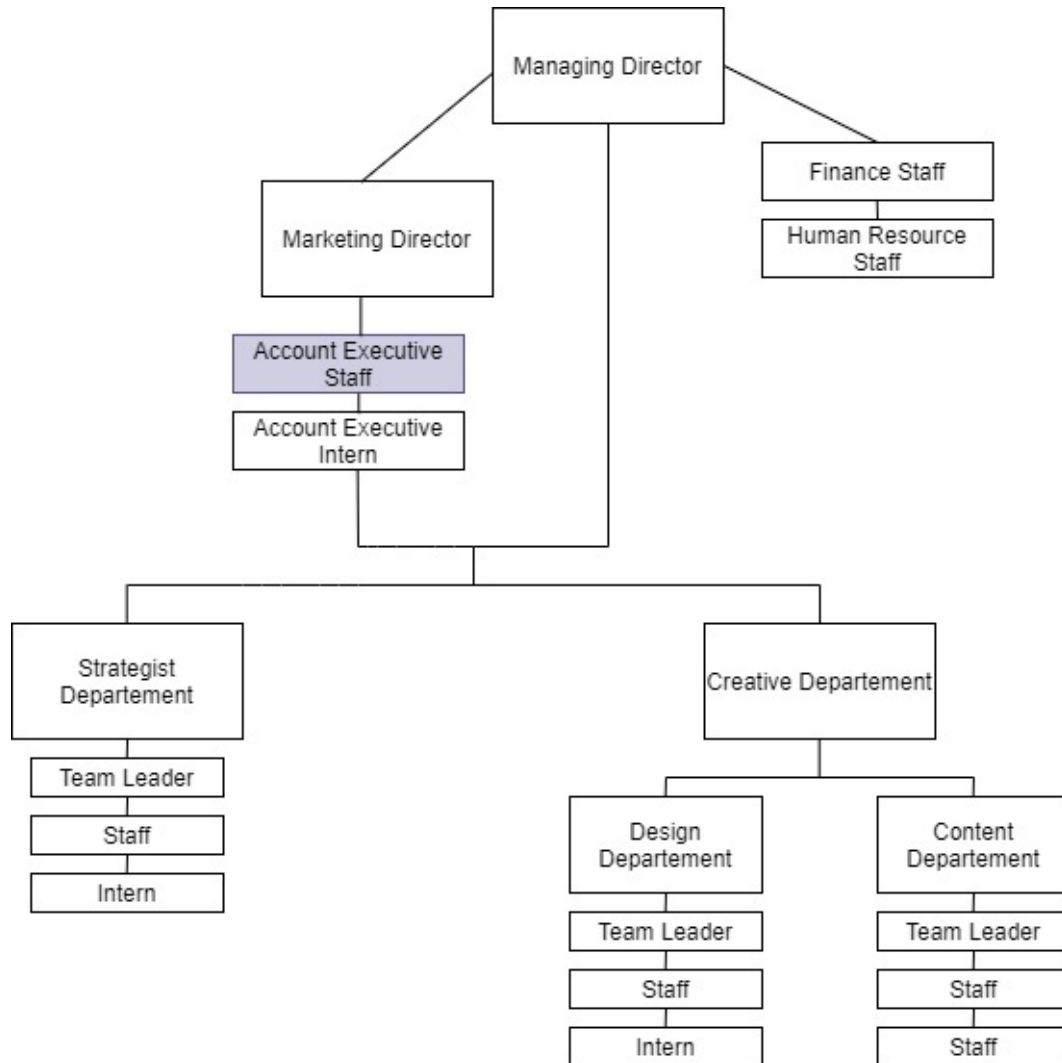 Managing Director
Finance Staff
Marketing Director
Human Resource
Staff
Account Executive
Staff
Account Executive
Intern
Strategist
Departement
Creative Departement
Team Leader
Staff
Intern
Design
Departement
Team Leader
Staff
Intern
Content
Departement
Team Leader
Staff
Staff